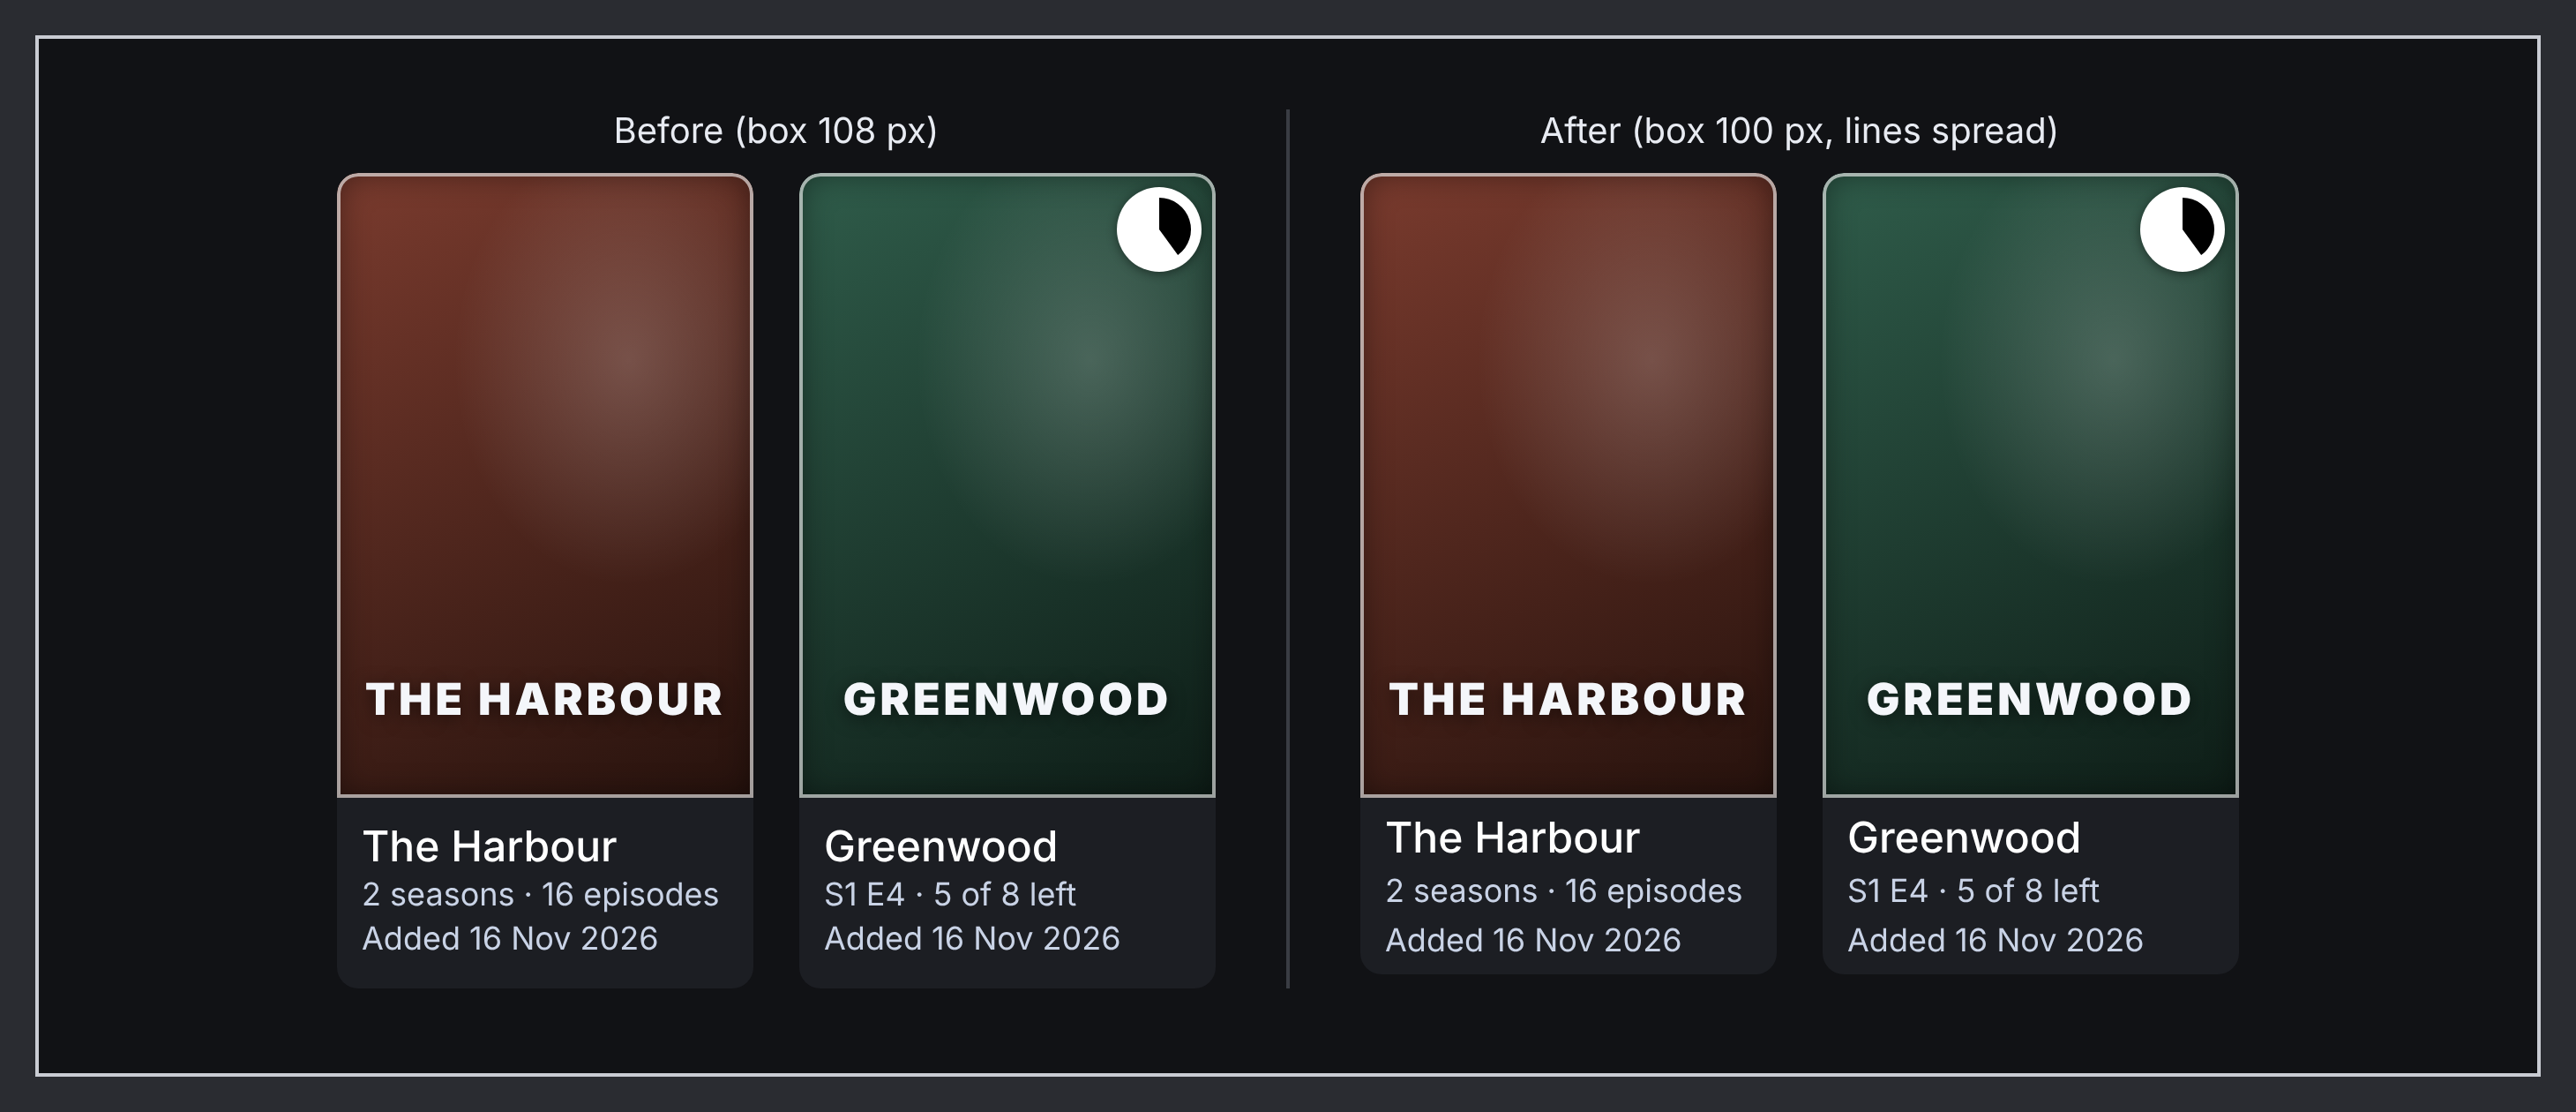 Before (box 108 px)
THE HARBOUR
The Harbour
2 seasons · 16 episodes
Added 16 Nov 2026
GREENWOOD
Greenwood
S1 E4 · 5 of 8 left
Added 16 Nov 2026
After (box 100 px, lines spread)
THE HARBOUR
The Harbour
2 seasons · 16 episodes
Added 16 Nov 2026
GREENWOOD
Greenwood
S1 E4 · 5 of 8 left
Added 16 Nov 2026